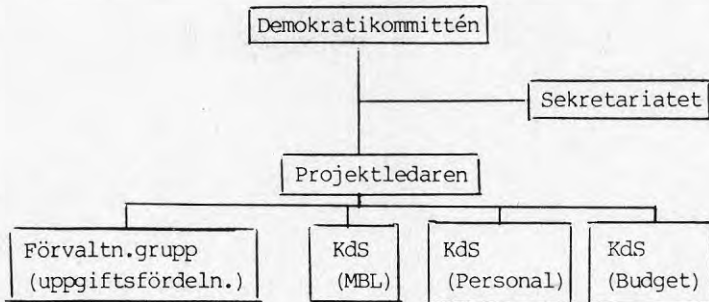 Demokratikommittén
Sekretariatet
Projektledaren
Förvaltn.grupp
(uppgiftsfördeln.)
KdS
(MBL)
KdS
(Personal)
KdS
(Budget)